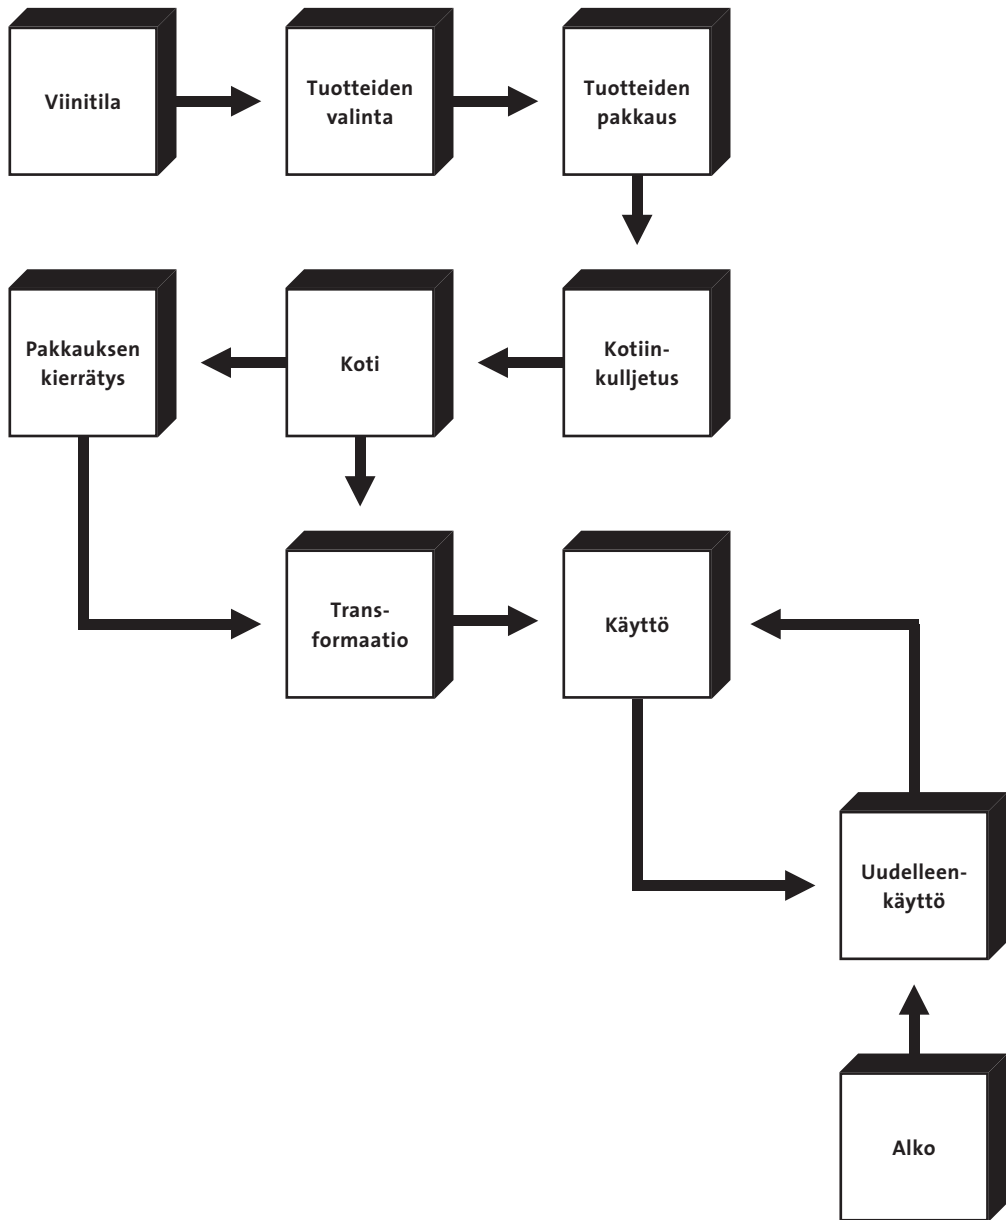 Viinitila
Tuotteiden
valinta
Tuotteiden
pakkaus
Pakkauksen
kierrätys
Koti
Kotiin-
kulljetus
Trans-
formaatio
Käyttö
Uudelleen-
käyttö
Alko